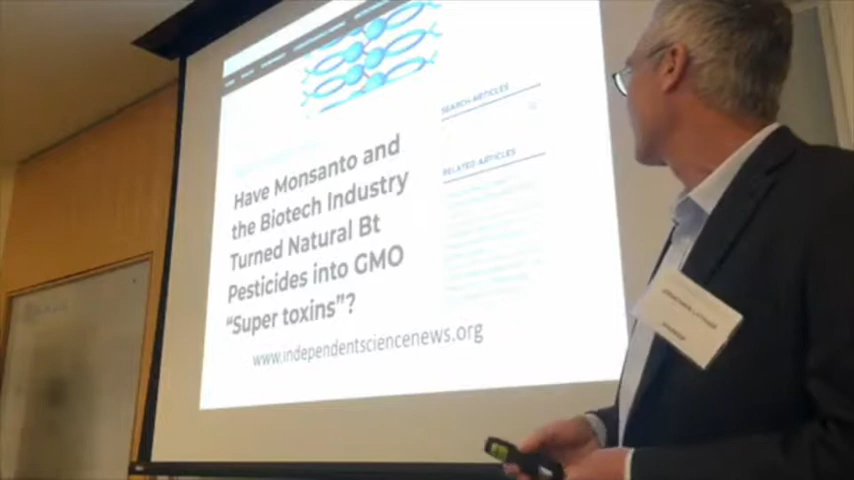 SEARCH ARTICLES
RELATED ARTICLES
Have Monsanto and
the Biotech Industry
Turned Natural Bt
Pesticides into GMO
“Super toxins”?
www.independentsciencenews.org